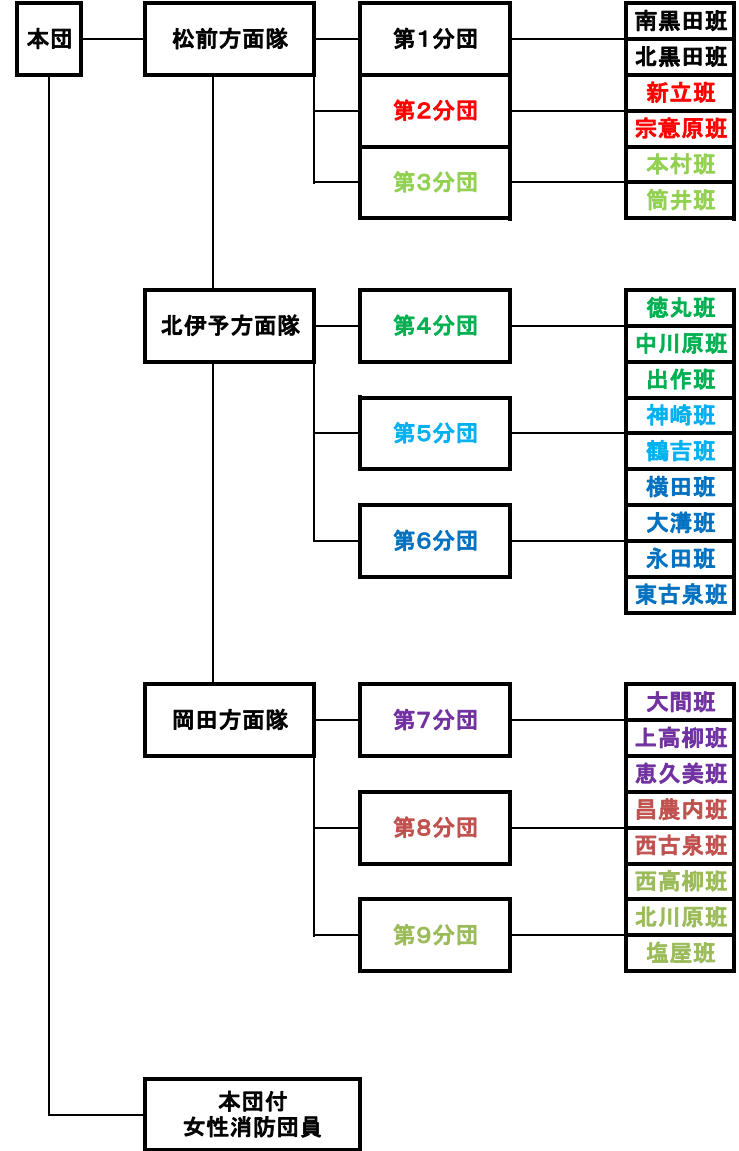 本団
松前方面隊
第1分団
南黒田班
北黒田班
第2分団
新立班
宗意原班
第3分団
本村班
筒井班
北伊予方面隊
第4分団
徳丸班
中川原班
出作班
第5分団
神崎班
鶴吉班
第6分団
横田班
大溝班
永田班
東古泉班
岡田方面隊
第7分団
大間班
上高柳班
恵久美班
第8分団
昌農内班
西古泉班
第9分団
西高柳班
北川原班
塩屋班
本団付
女性消防団員